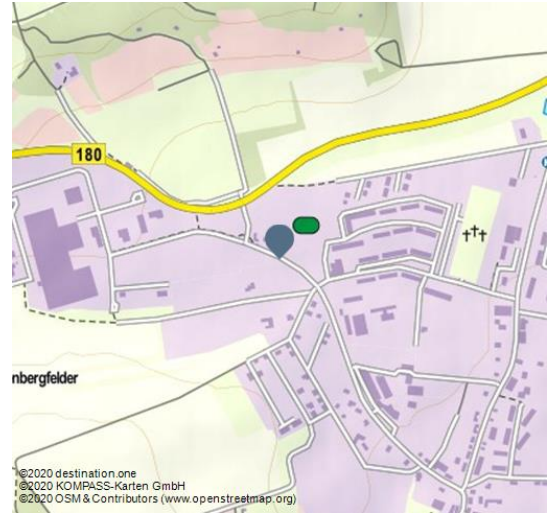 180
nbergfelder
©2020 destination.one
©2020 KOMPASS-Karten GmbH
©2020 OSM & Contributors (www.openstreetmap.org)